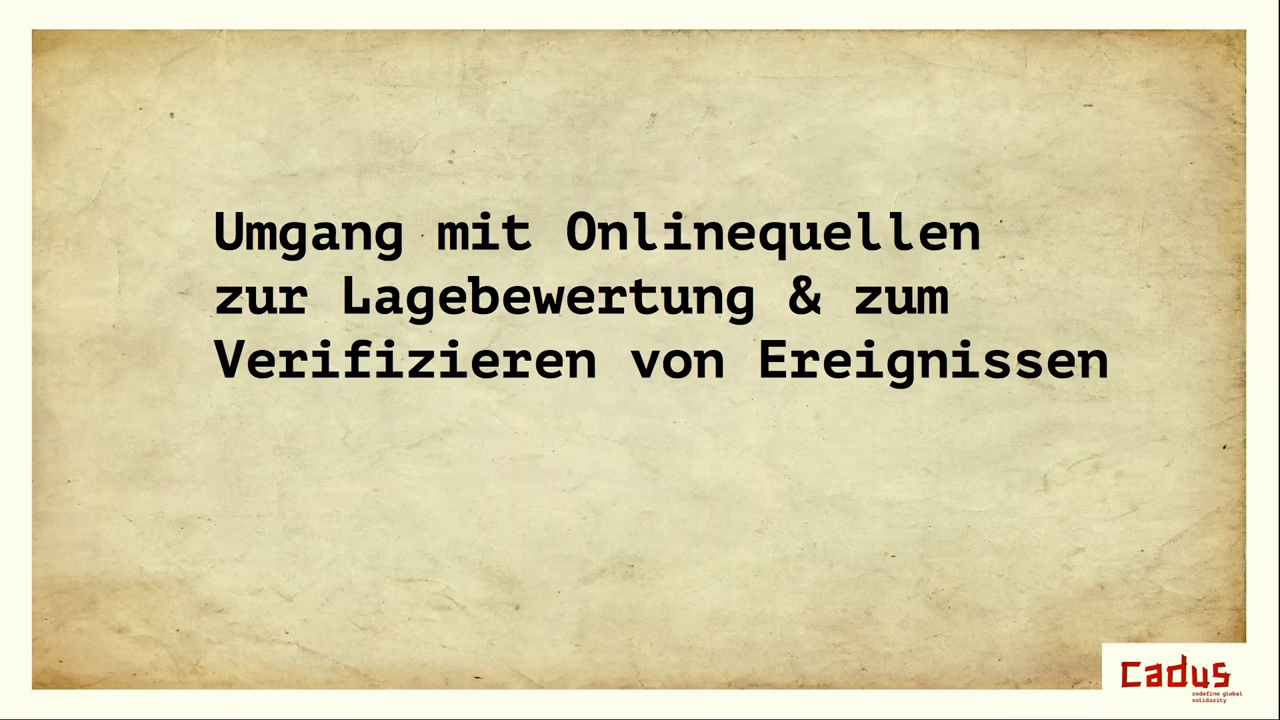 Umgang mit Onlinequellen
zur Lagebewertung & zum
Verifizieren von Ereignissen
cadus
redefine global
solidarity